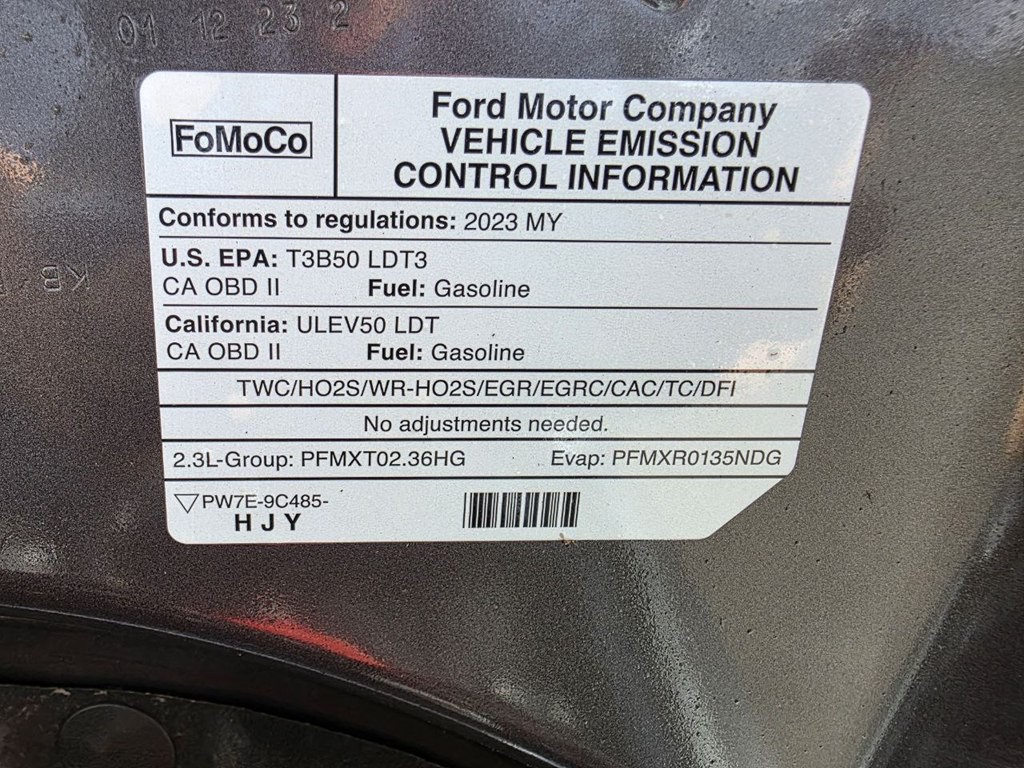 01 12 23 2
FoMoCo
Ford Motor Company
VEHICLE EMISSION
CONTROL INFORMATION
Conforms to regulations: 2023 MY
U.S. EPA: T3B50 LDT3
CA OBD II Fuel: Gasoline
California: ULEV50 LDT
CA OBD II Fuel: Gasoline
TWC/HO2S/WR-HO2S/EGR/EGRC/CAC/TC/DFI
No adjustments needed.
2.3L-Group: PFMXT02.36HG Evap: PFMXR0135NDG
PW7E-9C485-
H J Y